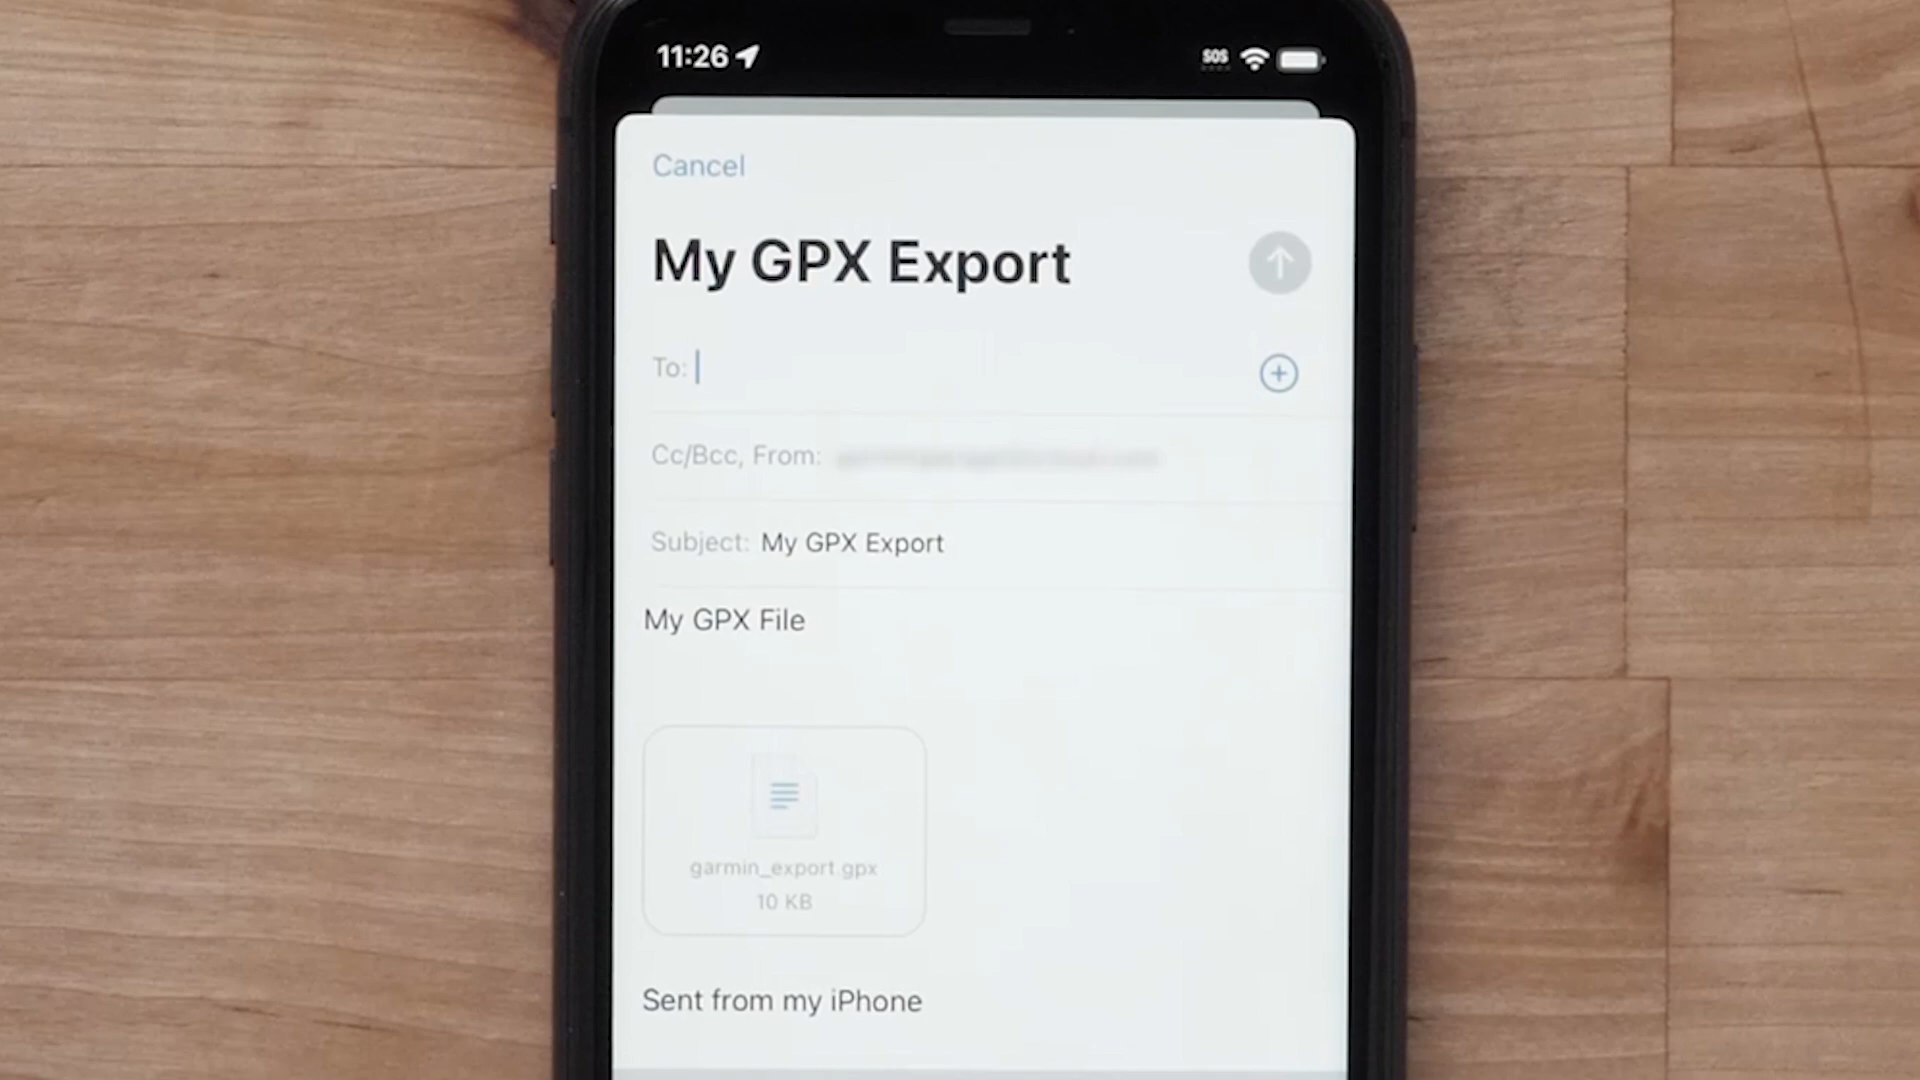 11:26
SOS
Cancel
My GPX Export
To:
Cc/Bcc, From:
Subject: My GPX Export
My GPX File
garmin_export.gpx
10 KB
Sent from my iPhone